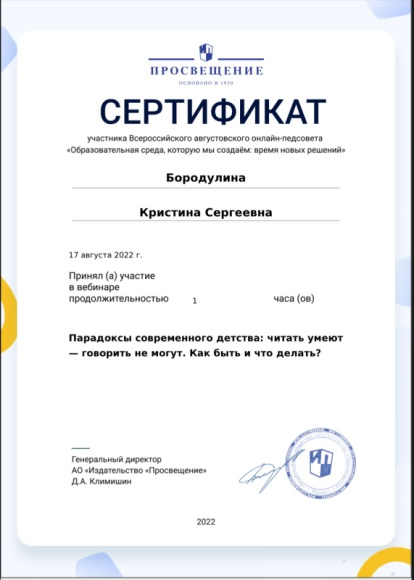 ПРОСВЕЩЕНИЕ
ОСНОВАНО В 1930
СЕРТИФИКАТ
участника Всероссийского августовского онлайн-педсовета
«Образовательная среда, которую мы создаём: время новых решений»
Бородулина
Кристина Сергеевна
17 августа 2022 г.
Принял (а) участие
в вебинаре
продолжительностью 1 часа (ов)
Парадоксы современного детства: читать умеют
— говорить не могут. Как быть и что делать?
Генеральный директор
АО «Издательство «Просвещение»
Д.А. Климишин
2022